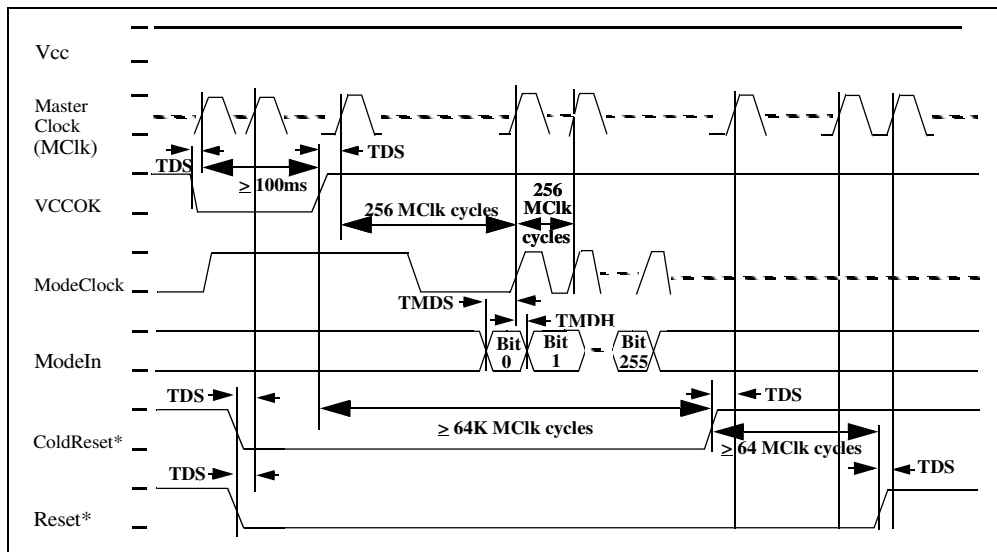 Vcc
Master
Clock
(MClk)
TDS
TDS
≥ 100ms
VCCOK
256 MClk cycles
256
MClk
cycles
ModeClock
TMDS
TMDH
ModeIn
Bit
0
Bit
1
Bit
255
TDS
TDS
≥ 64K MClk cycles
ColdReset*
≥ 64 MClk cycles
TDS
TDS
Reset*